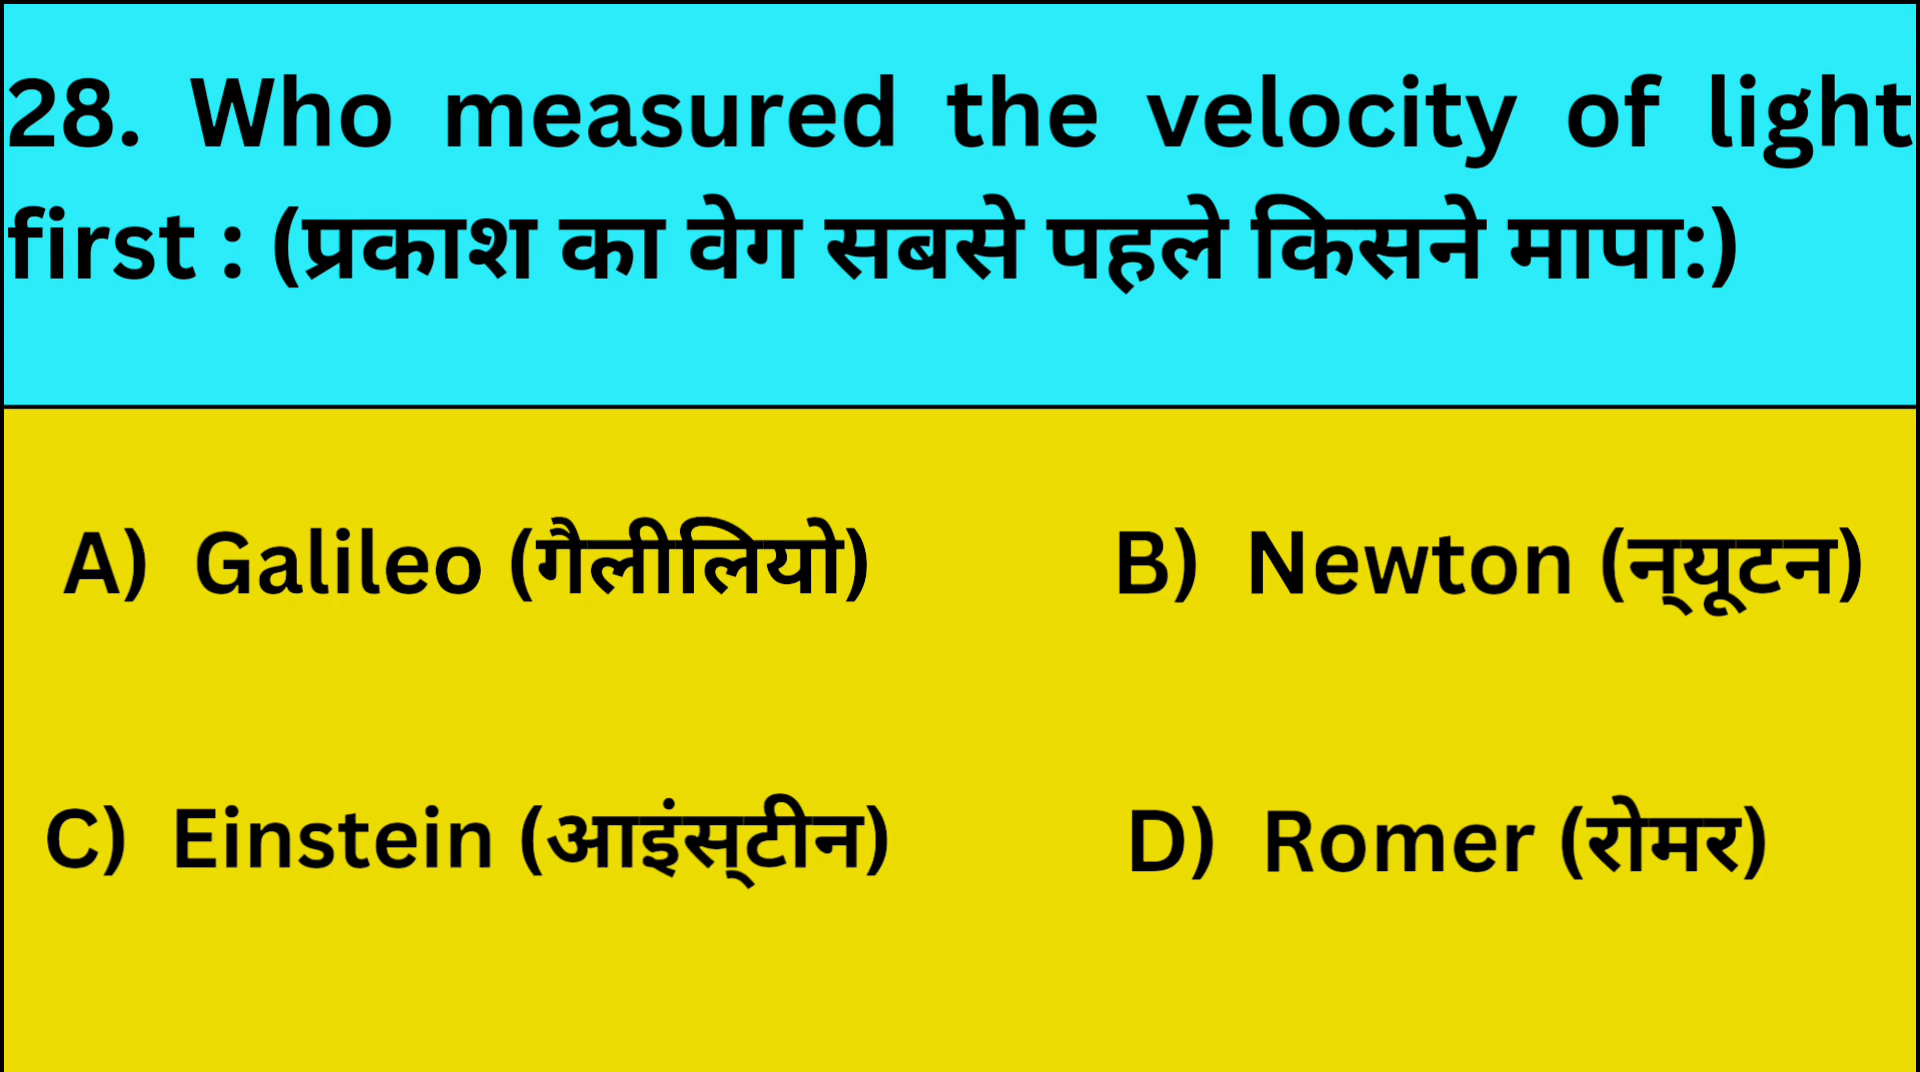 28. Who measured the velocity of light
first : (प्रकाश का वेग सबसे पहले किसने मापा:)
A) Galileo (गैलीलियो)
B) Newton (न्‌यूटन)
C) Einstein (आइंस्‌टीन)
D) Romer (रोमर)